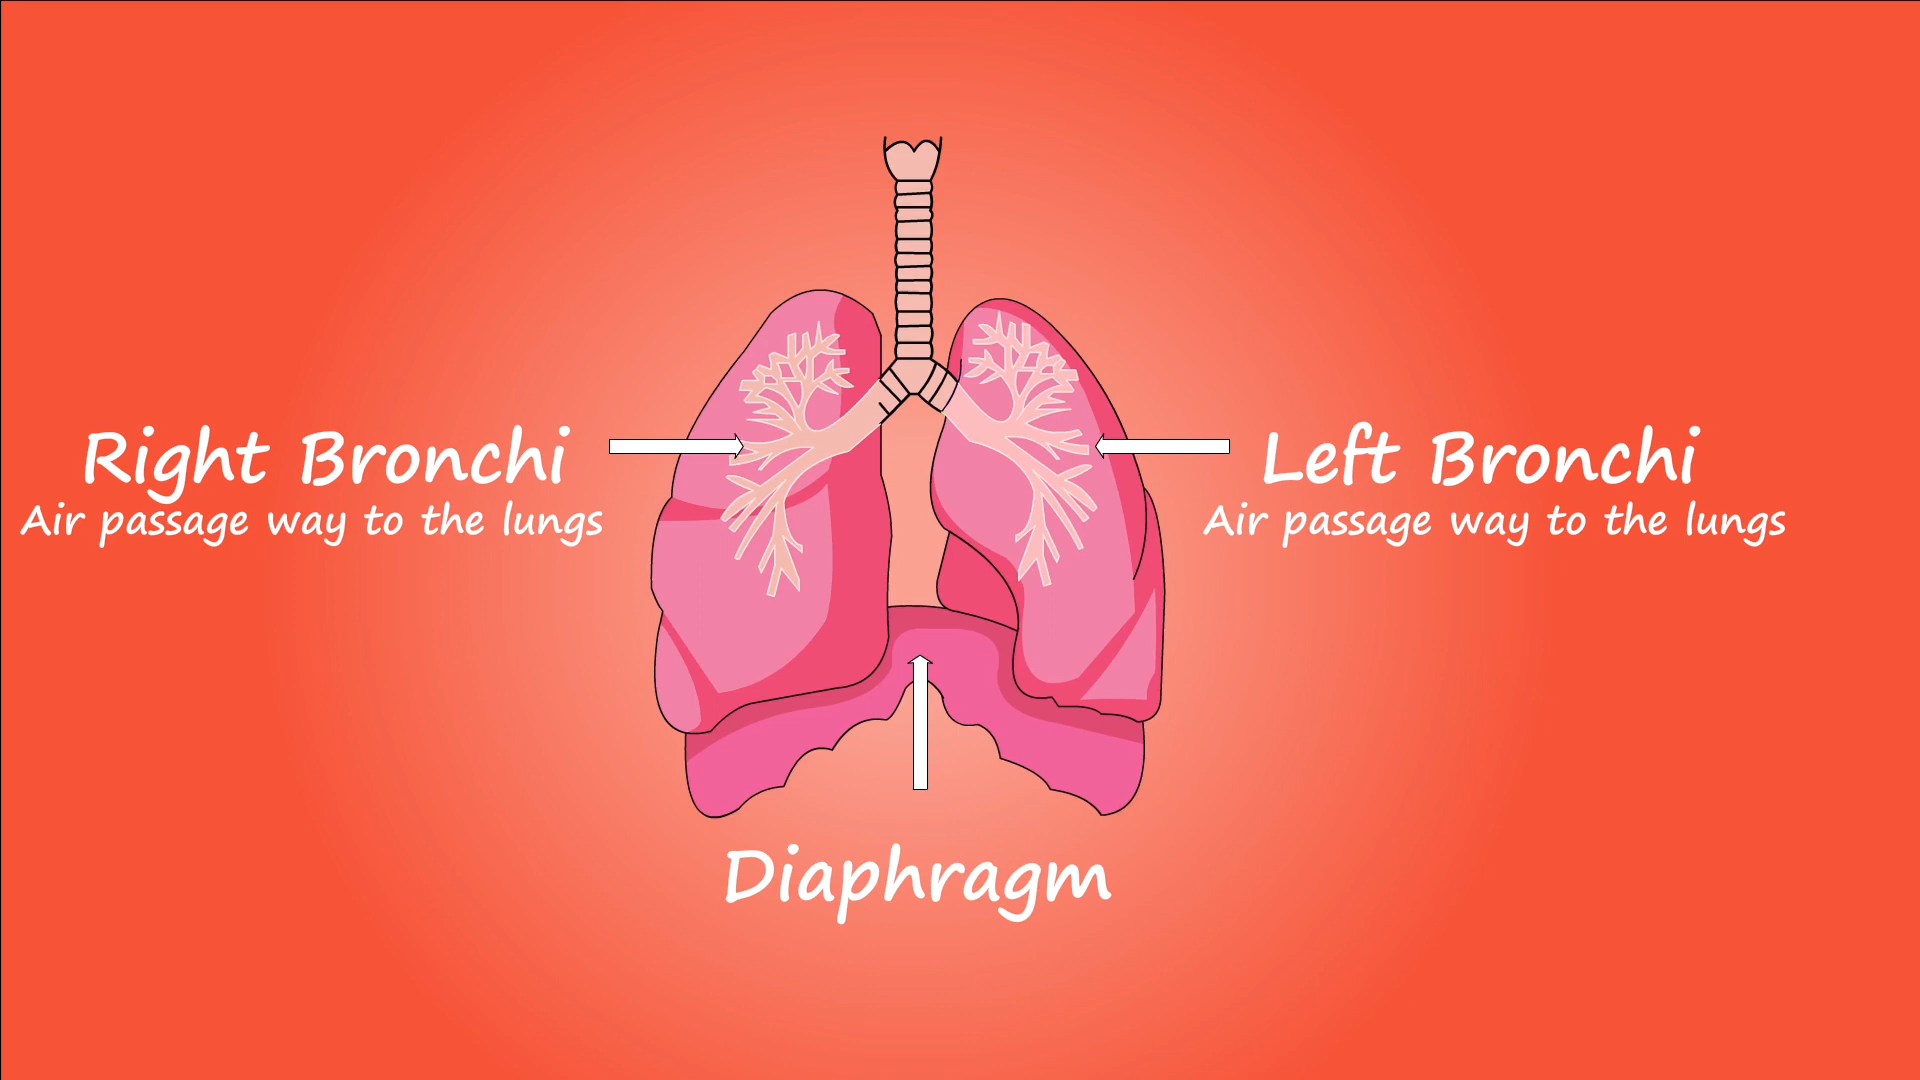 Right Bronchi
Air passage way to the lungs
Left Bronchi
Air passage way to the lungs
Diaphragm